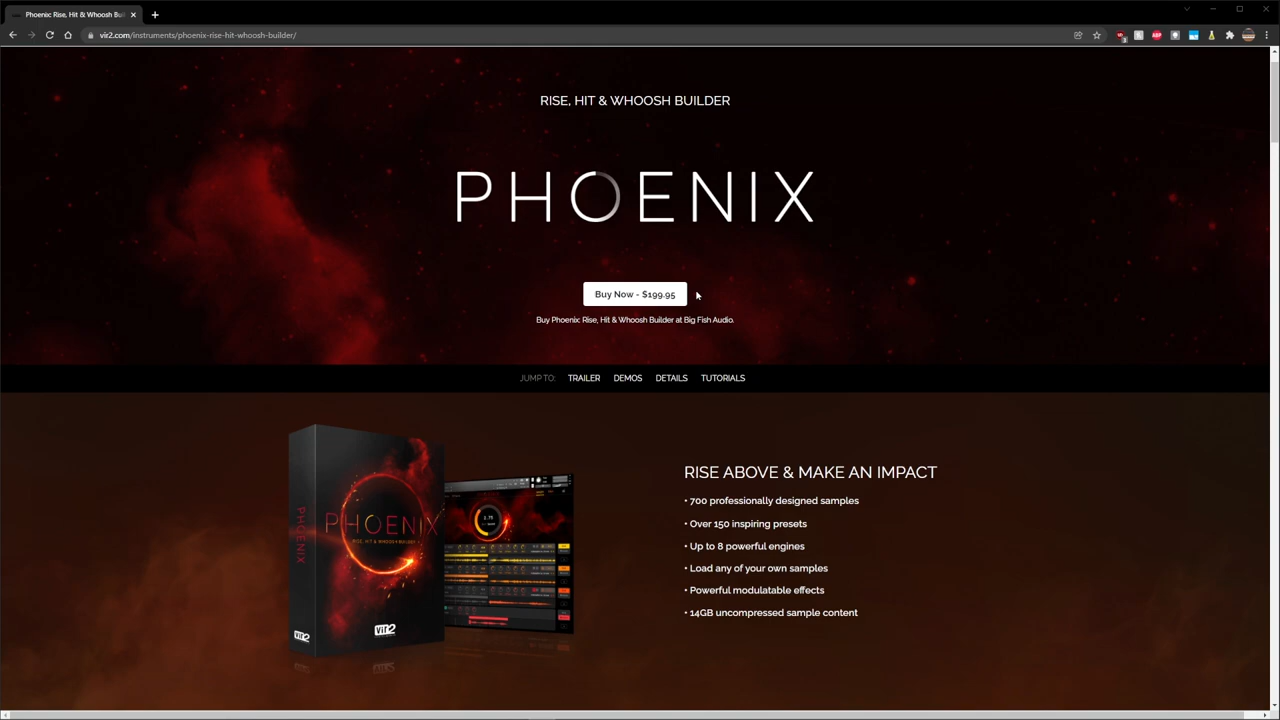 Phoenix: Rise, Hit & Whoosh Bui
vir2.com/instruments/phoenix-rise-hit-whoosh-builder/
RISE, HIT & WHOOSH BUILDER
PHOENIX
Buy Now - $199.95
Buy Phoenix: Rise, Hit & Whoosh Builder at Big Fish Audio.
JUMP TO:
TRAILER
DEMOS
DETAILS
TUTORIALS
PHOENIX
PHOENIX
RISE, HIT & WHOOSH BUILDER
vir2
vir2
RISE ABOVE & MAKE AN IMPACT
• 700 professionally designed samples
• Over 150 inspiring presets
• Up to 8 powerful engines
• Load any of your own samples
• Powerful modulatable effects
• 14GB uncompressed sample content